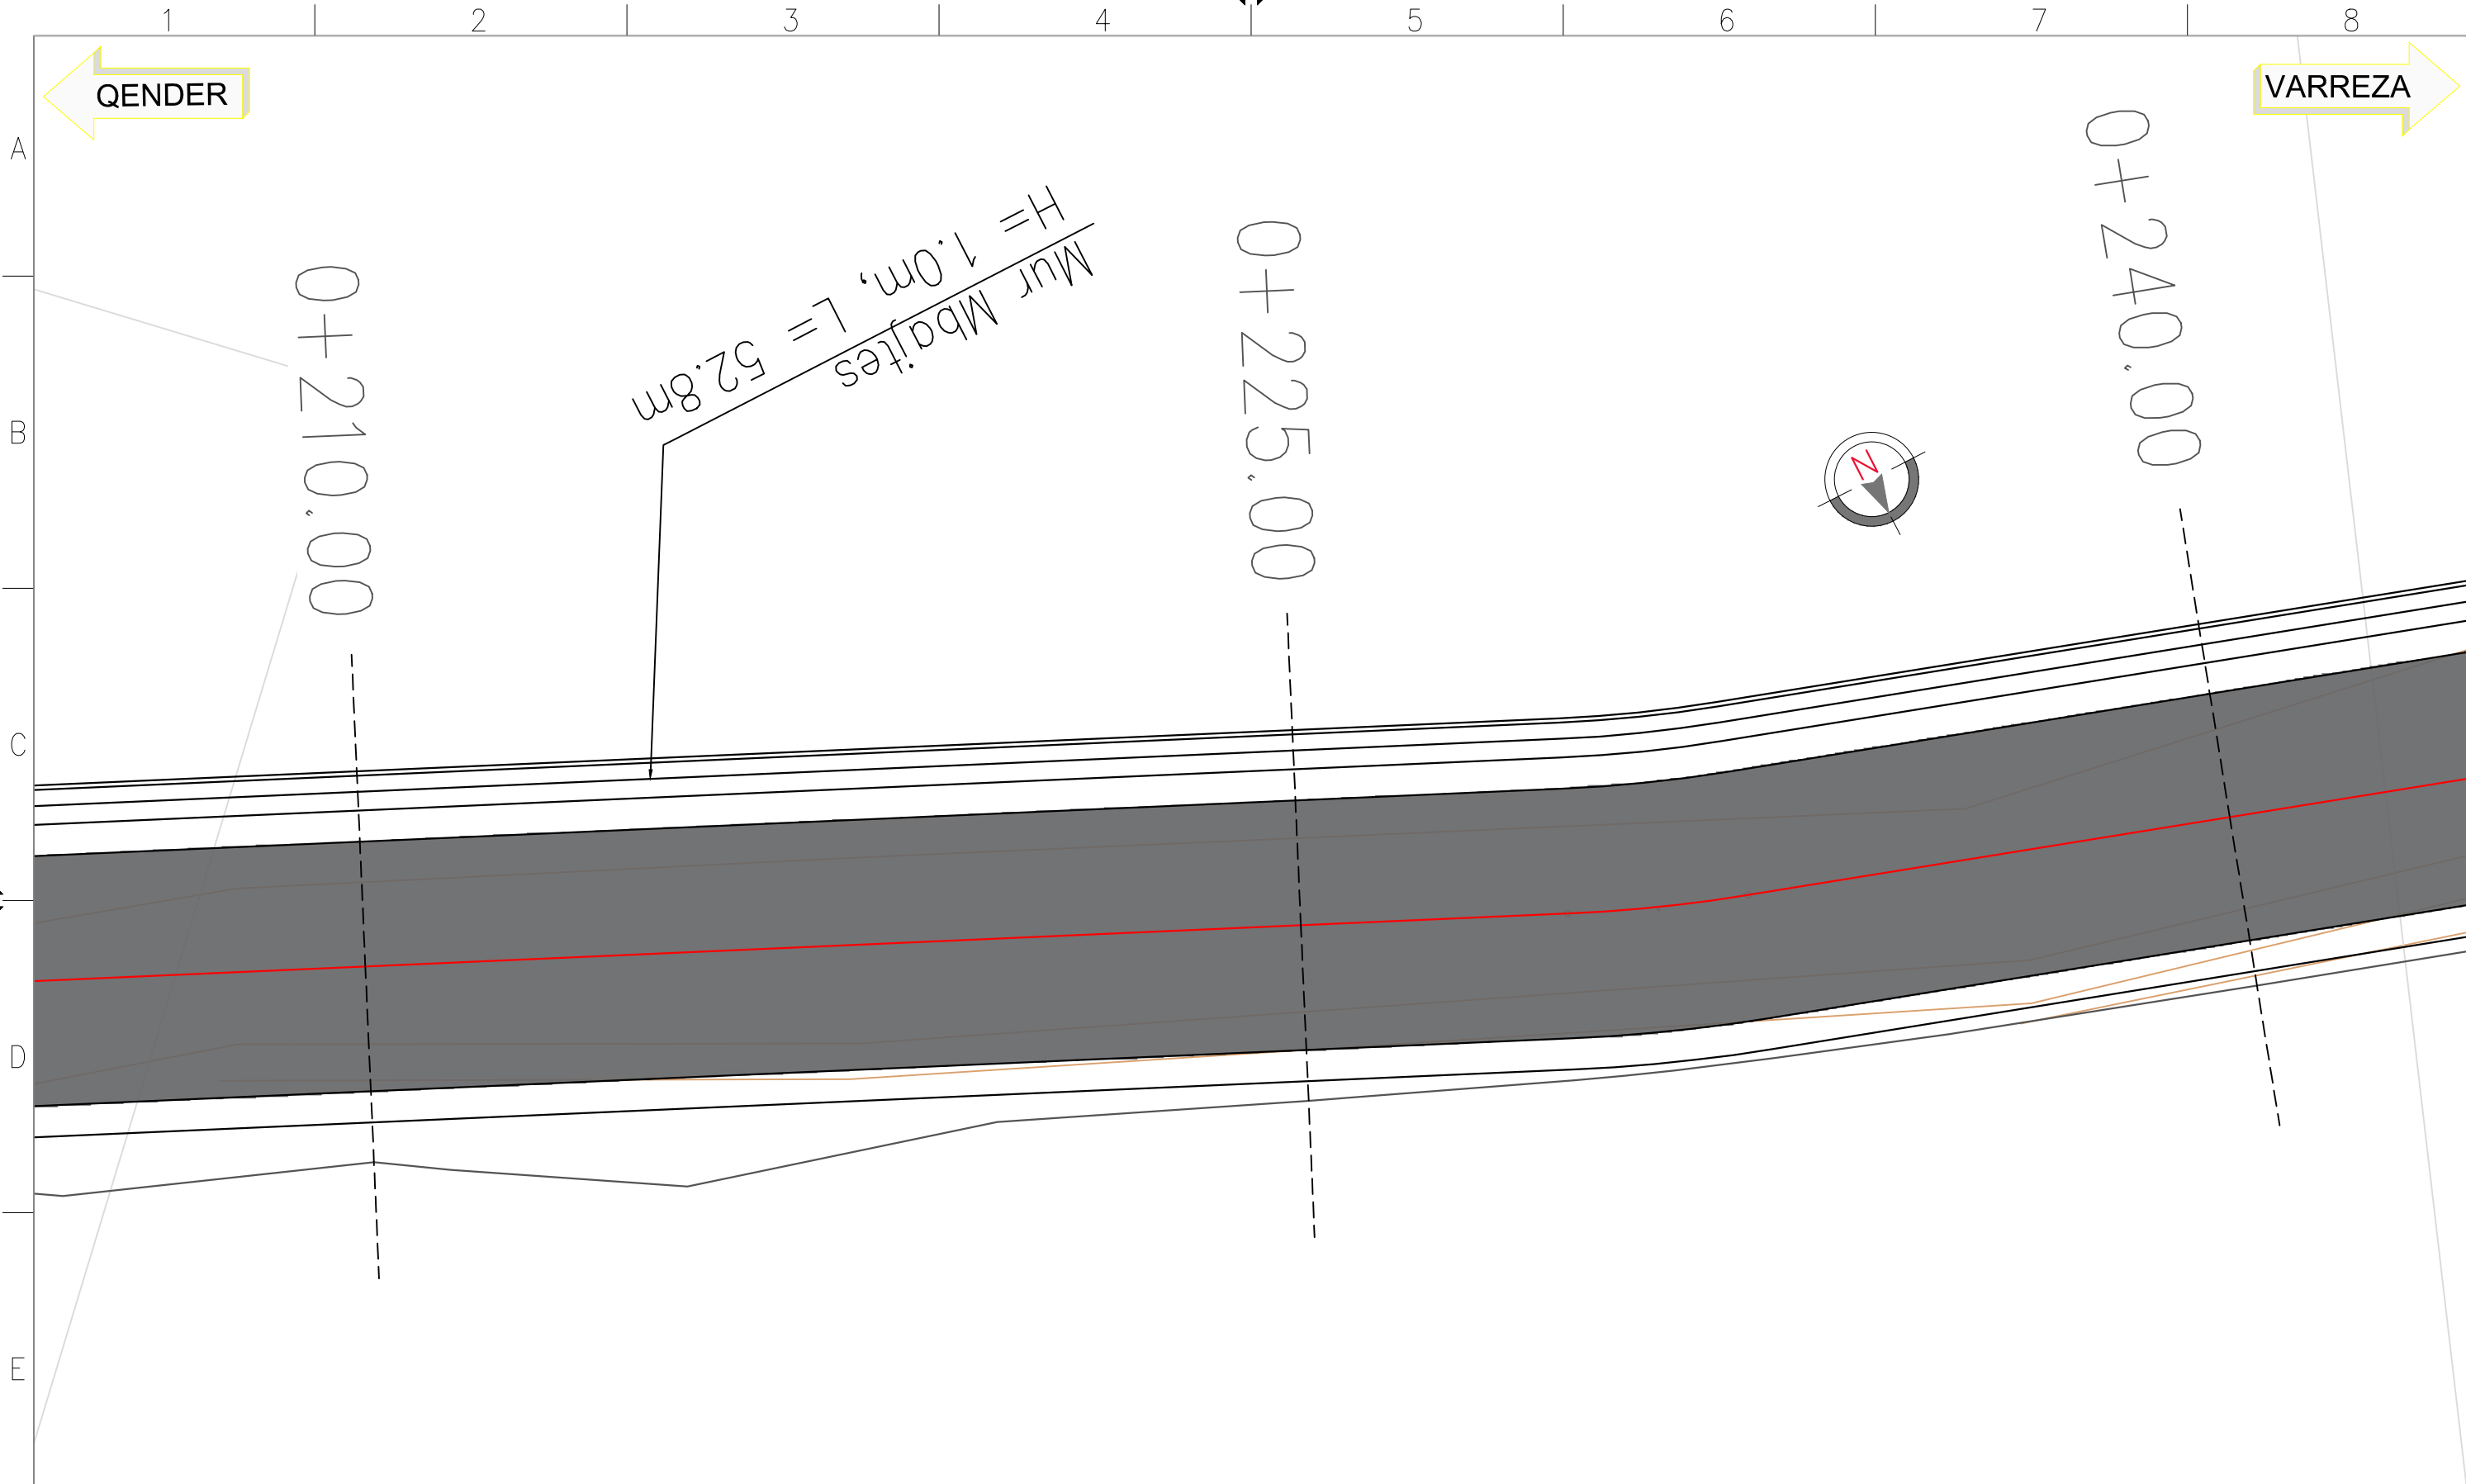 1 2 3 4 5 6 7 8
QENDER
VARREZA
A
B
C
D
E
0+210.00
Mur Mbajtes
H= 1.0m, L= 52.8m
0+225.00
N
0+240.00